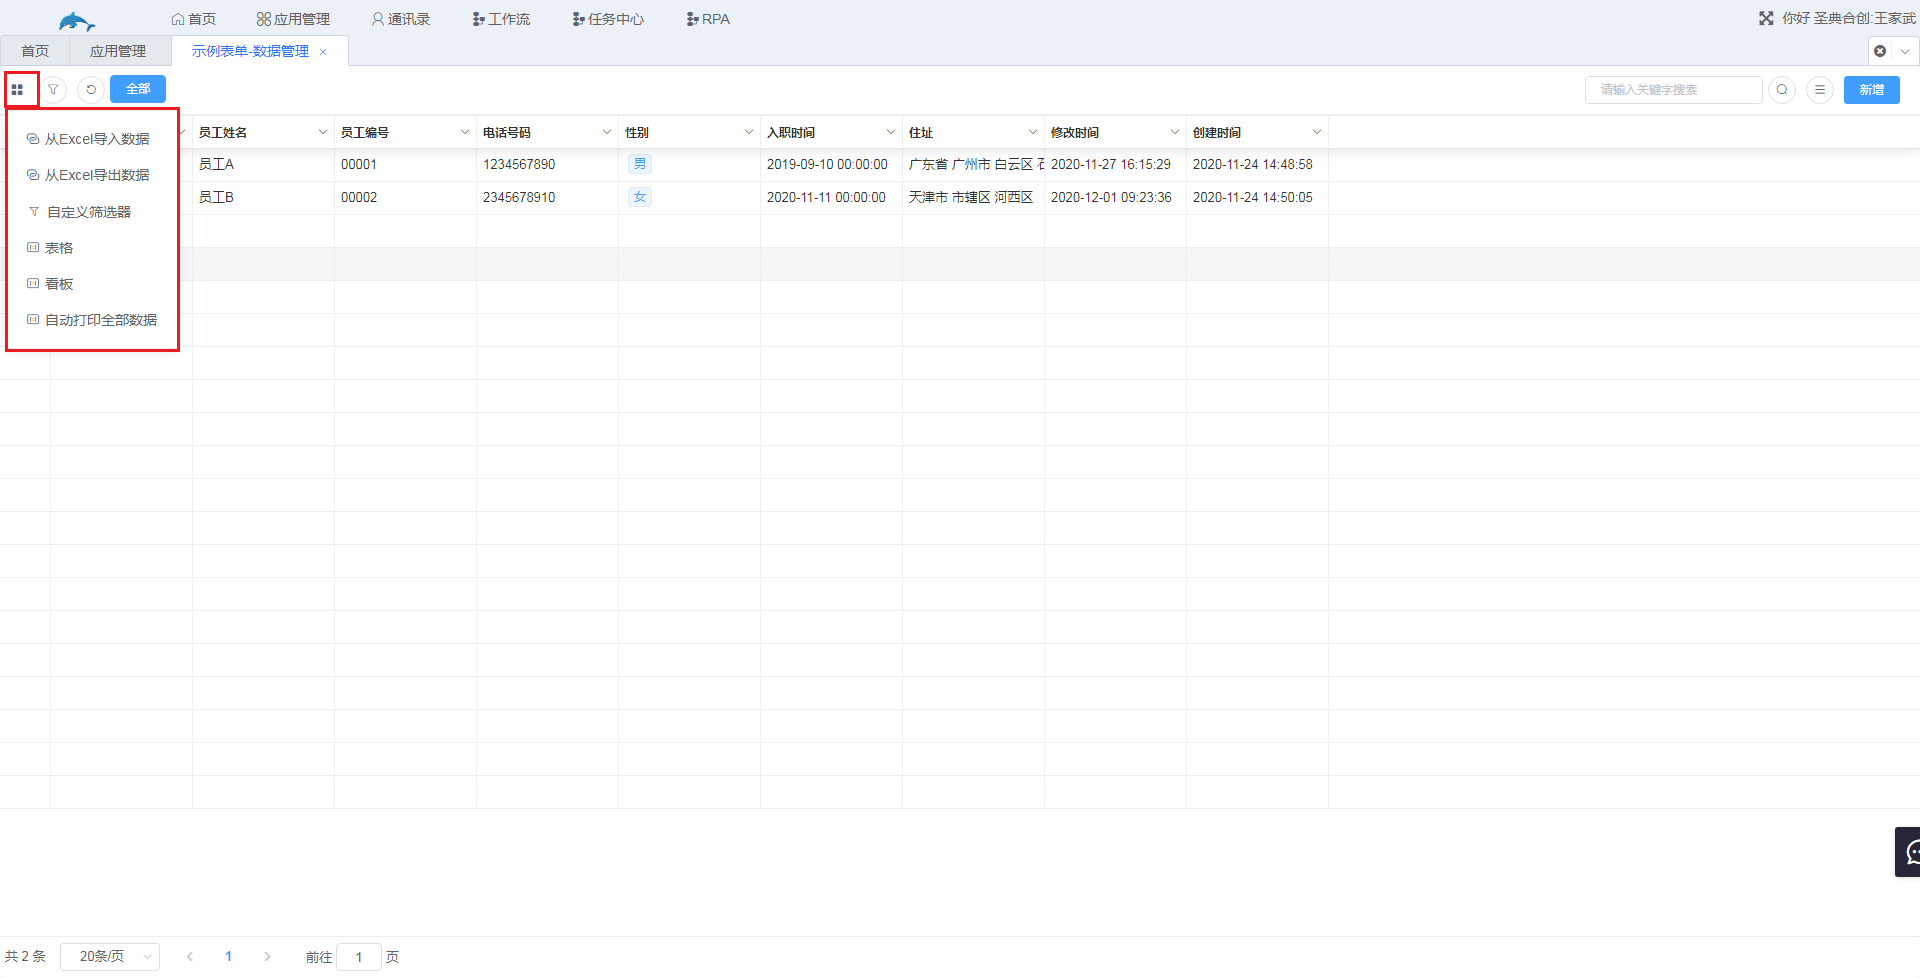 首页 应用管理 通讯录 工作流 任务中心 RPA 你好 圣典合创:王家武
首页 应用管理 示例表单-数据管理 ×
全部 请输入关键字搜索 新增
员工姓名 员工编号 电话号码 性别 入职时间 住址 修改时间 创建时间
员工A 00001 1234567890 男 2019-09-10 00:00:00 广东省 广州市 白云区 2020-11-27 16:15:29 2020-11-24 14:48:58
员工B 00002 2345678910 女 2020-11-11 00:00:00 天津市 市辖区 河西区 2020-12-01 09:23:36 2020-11-24 14:50:05
从Excel导入数据
从Excel导出数据
自定义筛选器
表格
看板
自动打印全部数据
共 2 条 20条/页 1 前往 1 页